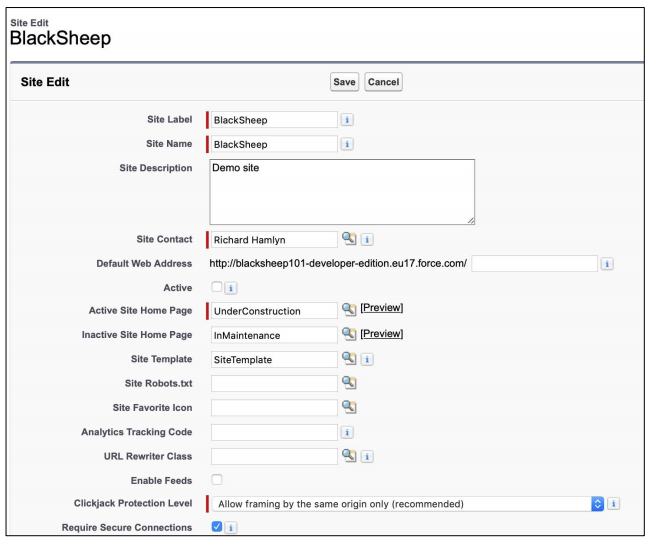 Site Edit
BlackSheep
Site Edit Save Cancel
Site Label BlackSheep
Site Name BlackSheep
Site Description Demo site
Site Contact Richard Hamlyn
Default Web Address http://blacksheep101-developer-edition.eu17.force.com/
Active
Active Site Home Page UnderConstruction [Preview]
Inactive Site Home Page InMaintenance [Preview]
Site Template SiteTemplate
Site Robots.txt
Site Favorite Icon
Analytics Tracking Code
URL Rewriter Class
Enable Feeds
Clickjack Protection Level Allow framing by the same origin only (recommended)
Require Secure Connections